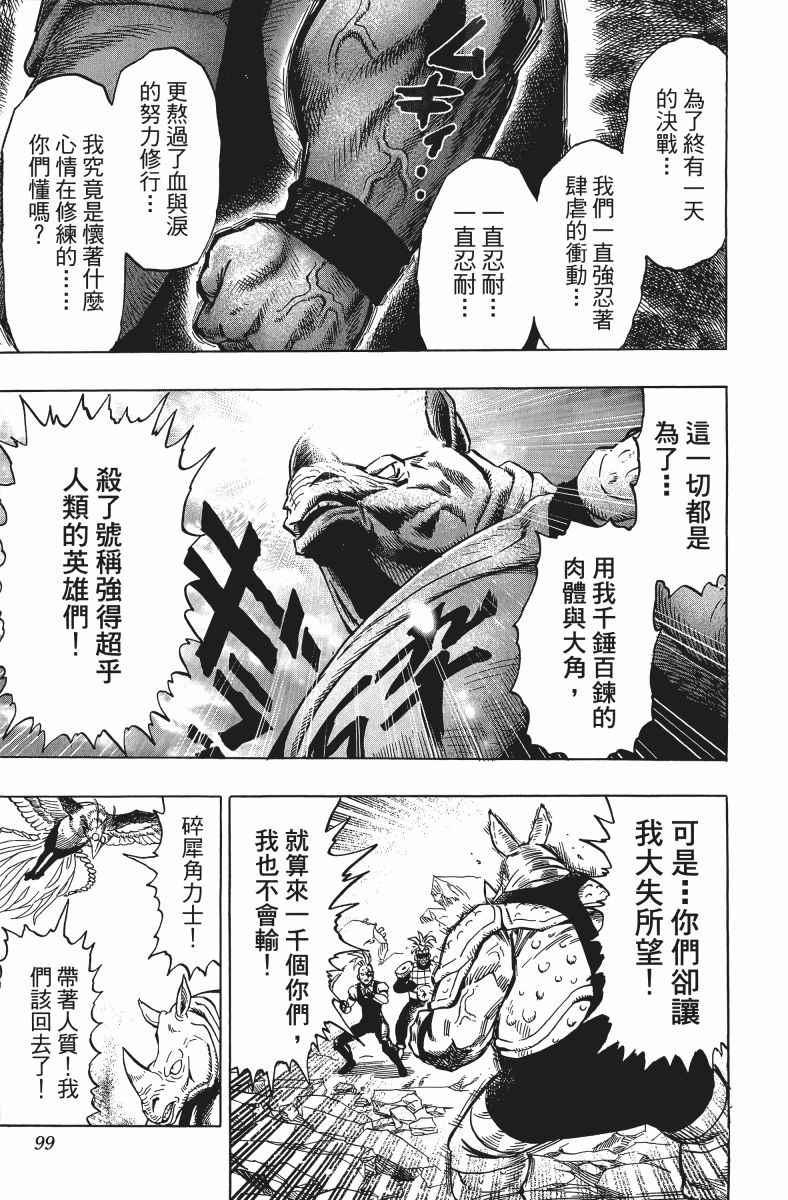 為了終有一天
的決戰…
我們一直強忍著
肆虐的衝動…
一直忍耐…
一直忍耐…
ムキィ…
更熬過了血與淚
的努力修行…
我究竟是懷著什麼
心情在修練的……
你們懂嗎？
這一切都是
為了…
用我千錘百鍊的
肉體與大角，
殺了號稱強得超乎
人類的英雄們！
可是…你們卻讓
我大失所望！
就算來一千個你們，
我也不會輸！
碎犀角力士！
帶著人質！我
們該回去了！
99